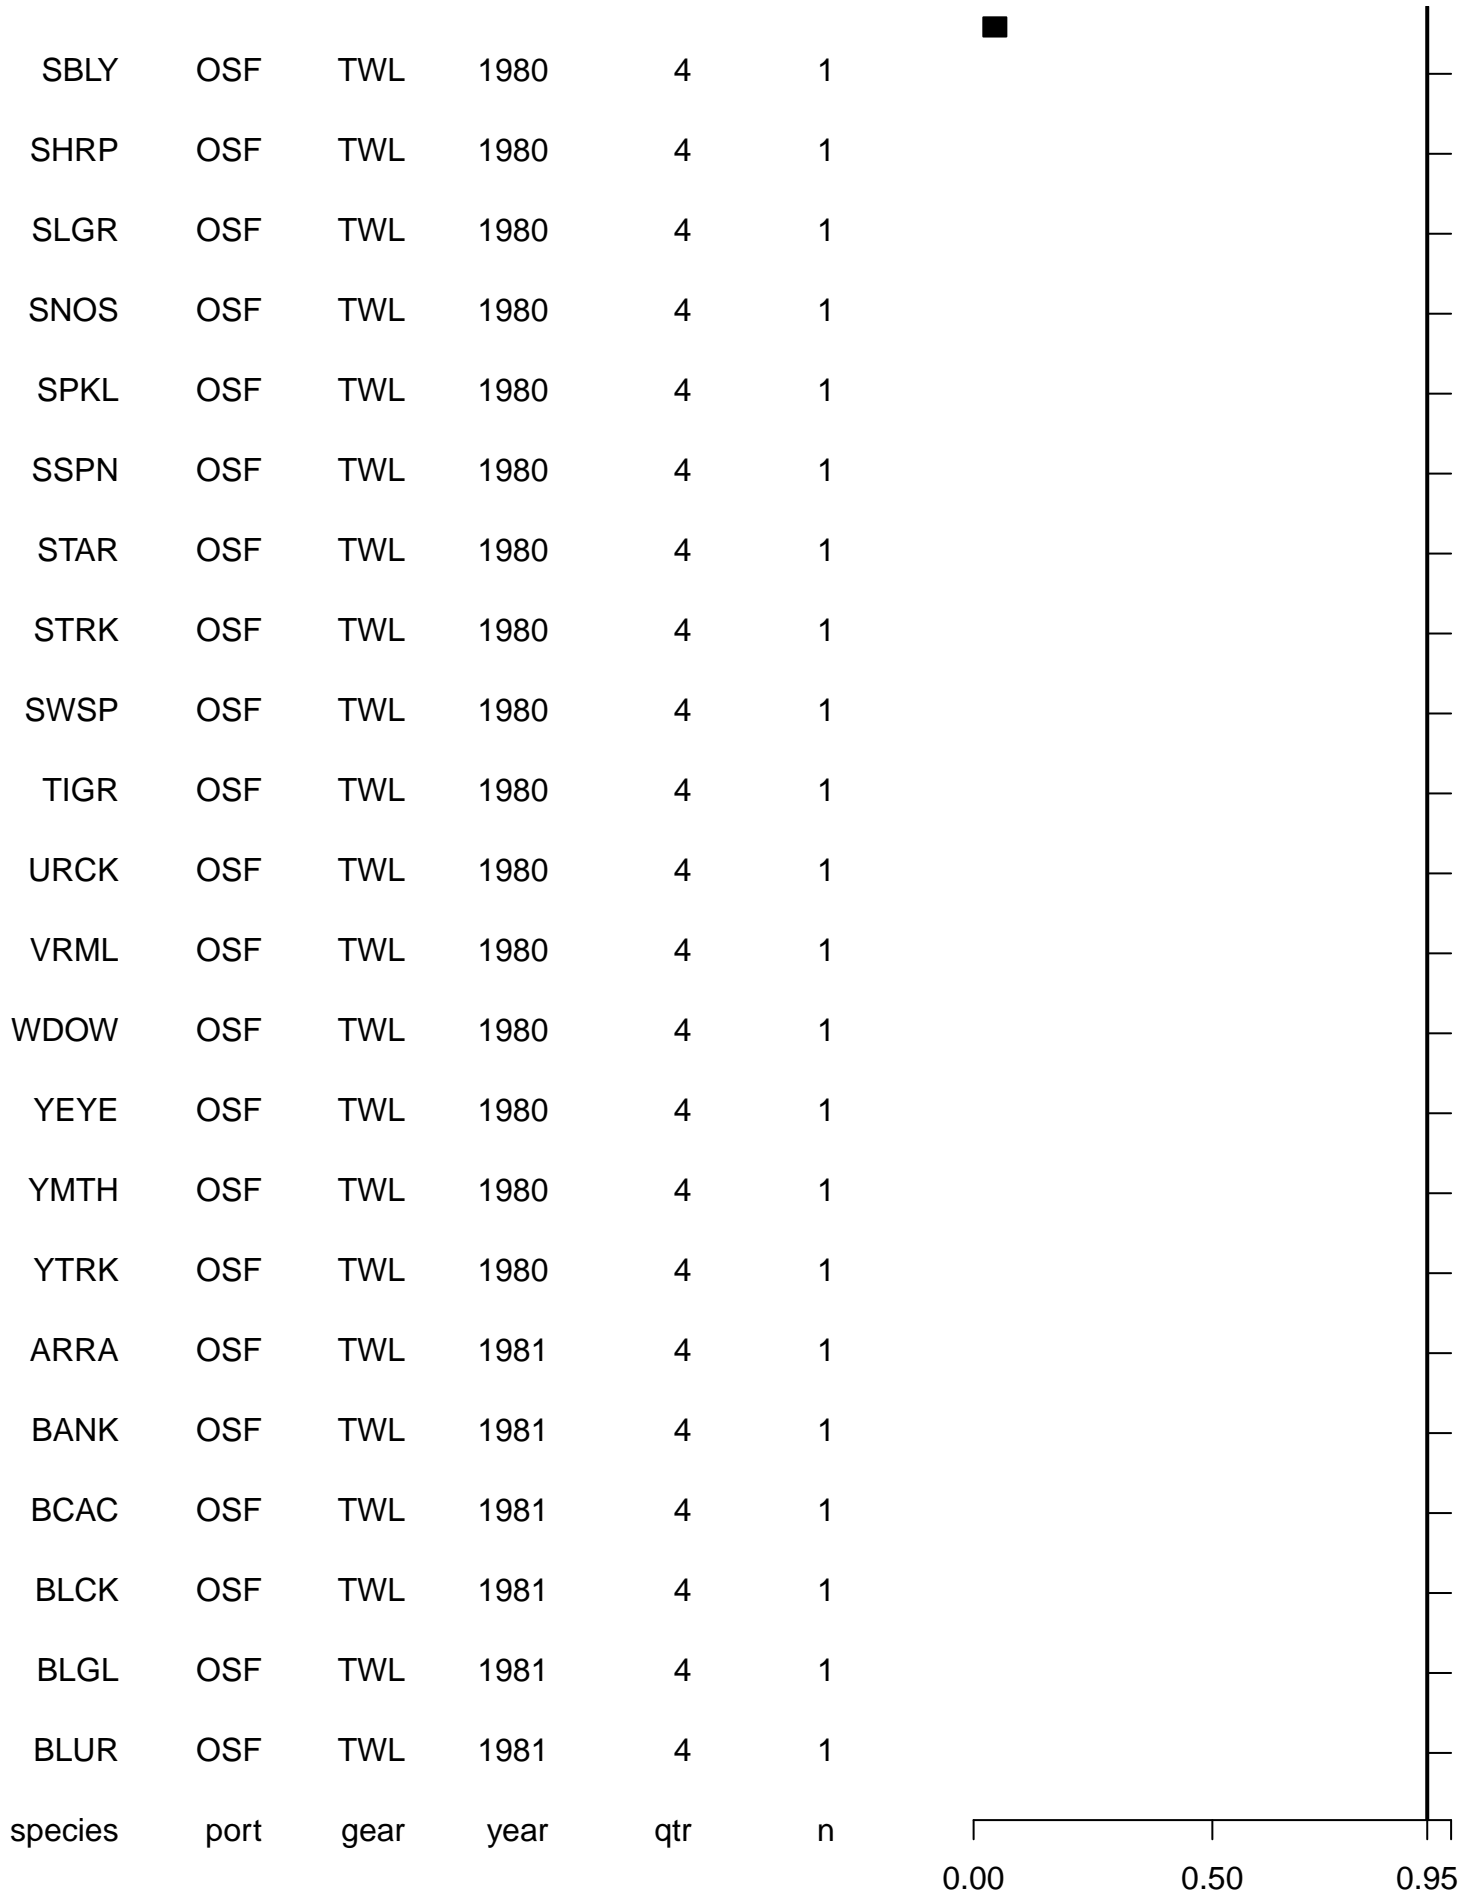 SBLY OSF TWL 1980 4 1
SHRP OSF TWL 1980 4 1
SLGR OSF TWL 1980 4 1
SNOS OSF TWL 1980 4 1
SPKL OSF TWL 1980 4 1
SSPN OSF TWL 1980 4 1
STAR OSF TWL 1980 4 1
STRK OSF TWL 1980 4 1
SWSP OSF TWL 1980 4 1
TIGR OSF TWL 1980 4 1
URCK OSF TWL 1980 4 1
VRML OSF TWL 1980 4 1
WDOW OSF TWL 1980 4 1
YEYE OSF TWL 1980 4 1
YMTH OSF TWL 1980 4 1
YTRK OSF TWL 1980 4 1
ARRA OSF TWL 1981 4 1
BANK OSF TWL 1981 4 1
BCAC OSF TWL 1981 4 1
BLCK OSF TWL 1981 4 1
BLGL OSF TWL 1981 4 1
BLUR OSF TWL 1981 4 1
species port gear year qtr n
0.00 0.50 0.95